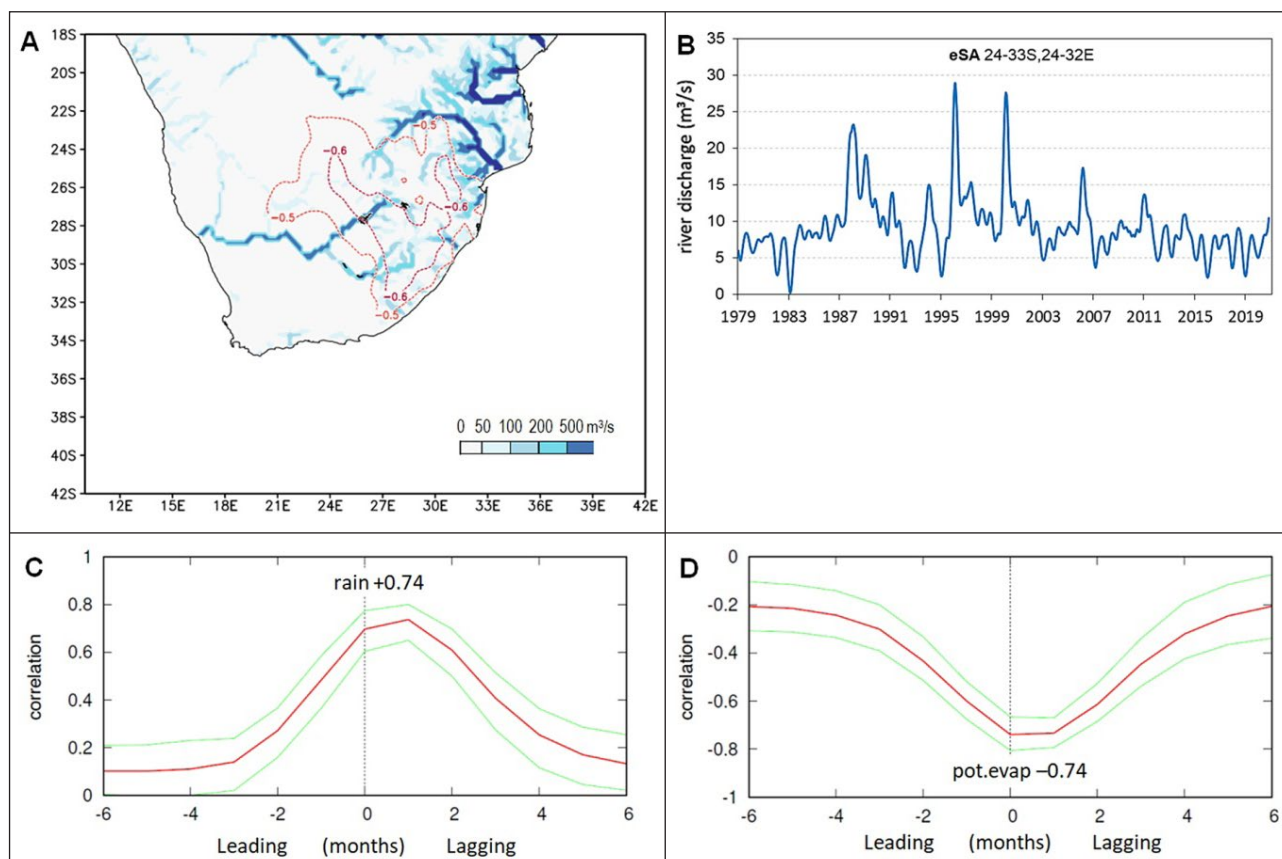 A
18S
20S
22S
24S
26S
28S
30S
32S
34S
36S
38S
40S
42S
12E 15E 18E 21E 24E 27E 30E 33E 36E 39E 42E
−0.5
−0.6
−0.6
−0.5
−0.6
−0.5
0 50 100 200 500 m³/s
B
eSA 24-33S,24-32E
river discharge (m³/s)
35
30
25
20
15
10
5
0
1979 1983 1987 1991 1995 1999 2003 2007 2011 2015 2019
C
rain +0.74
correlation
1
0.8
0.6
0.4
0.2
0
-6 -4 -2 0 2 4 6
Leading (months) Lagging
D
pot.evap −0.74
correlation
0
-0.2
-0.4
-0.6
-0.8
-1
-6 -4 -2 0 2 4 6
Leading (months) Lagging